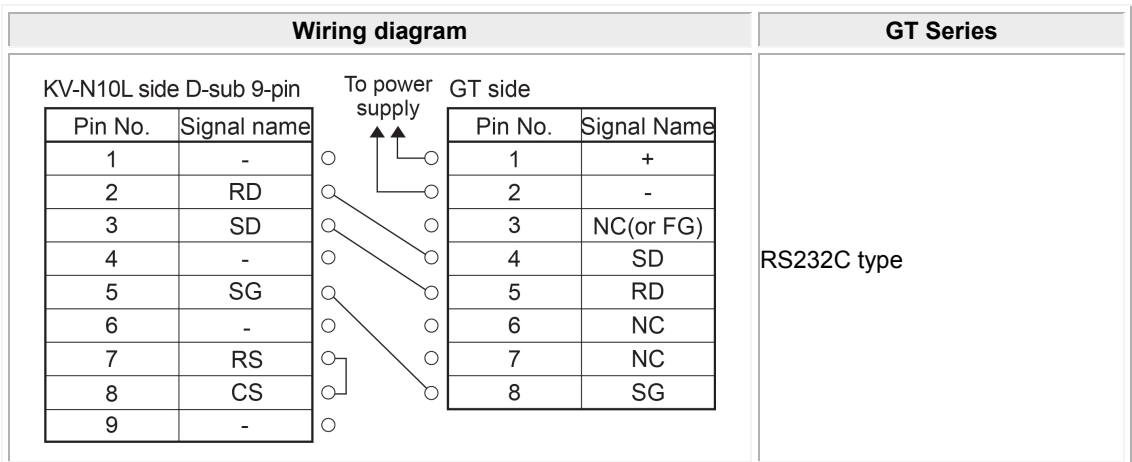 Wiring diagram GT Series
KV-N10L side D-sub 9-pin
To power
supply
GT side
Pin No. Signal name
1 -
2 RD
3 SD
4 -
5 SG
6 -
7 RS
8 CS
9 -
Pin No. Signal Name
1 +
2 -
3 NC(or FG)
4 SD
5 RD
6 NC
7 NC
8 SG
RS232C type